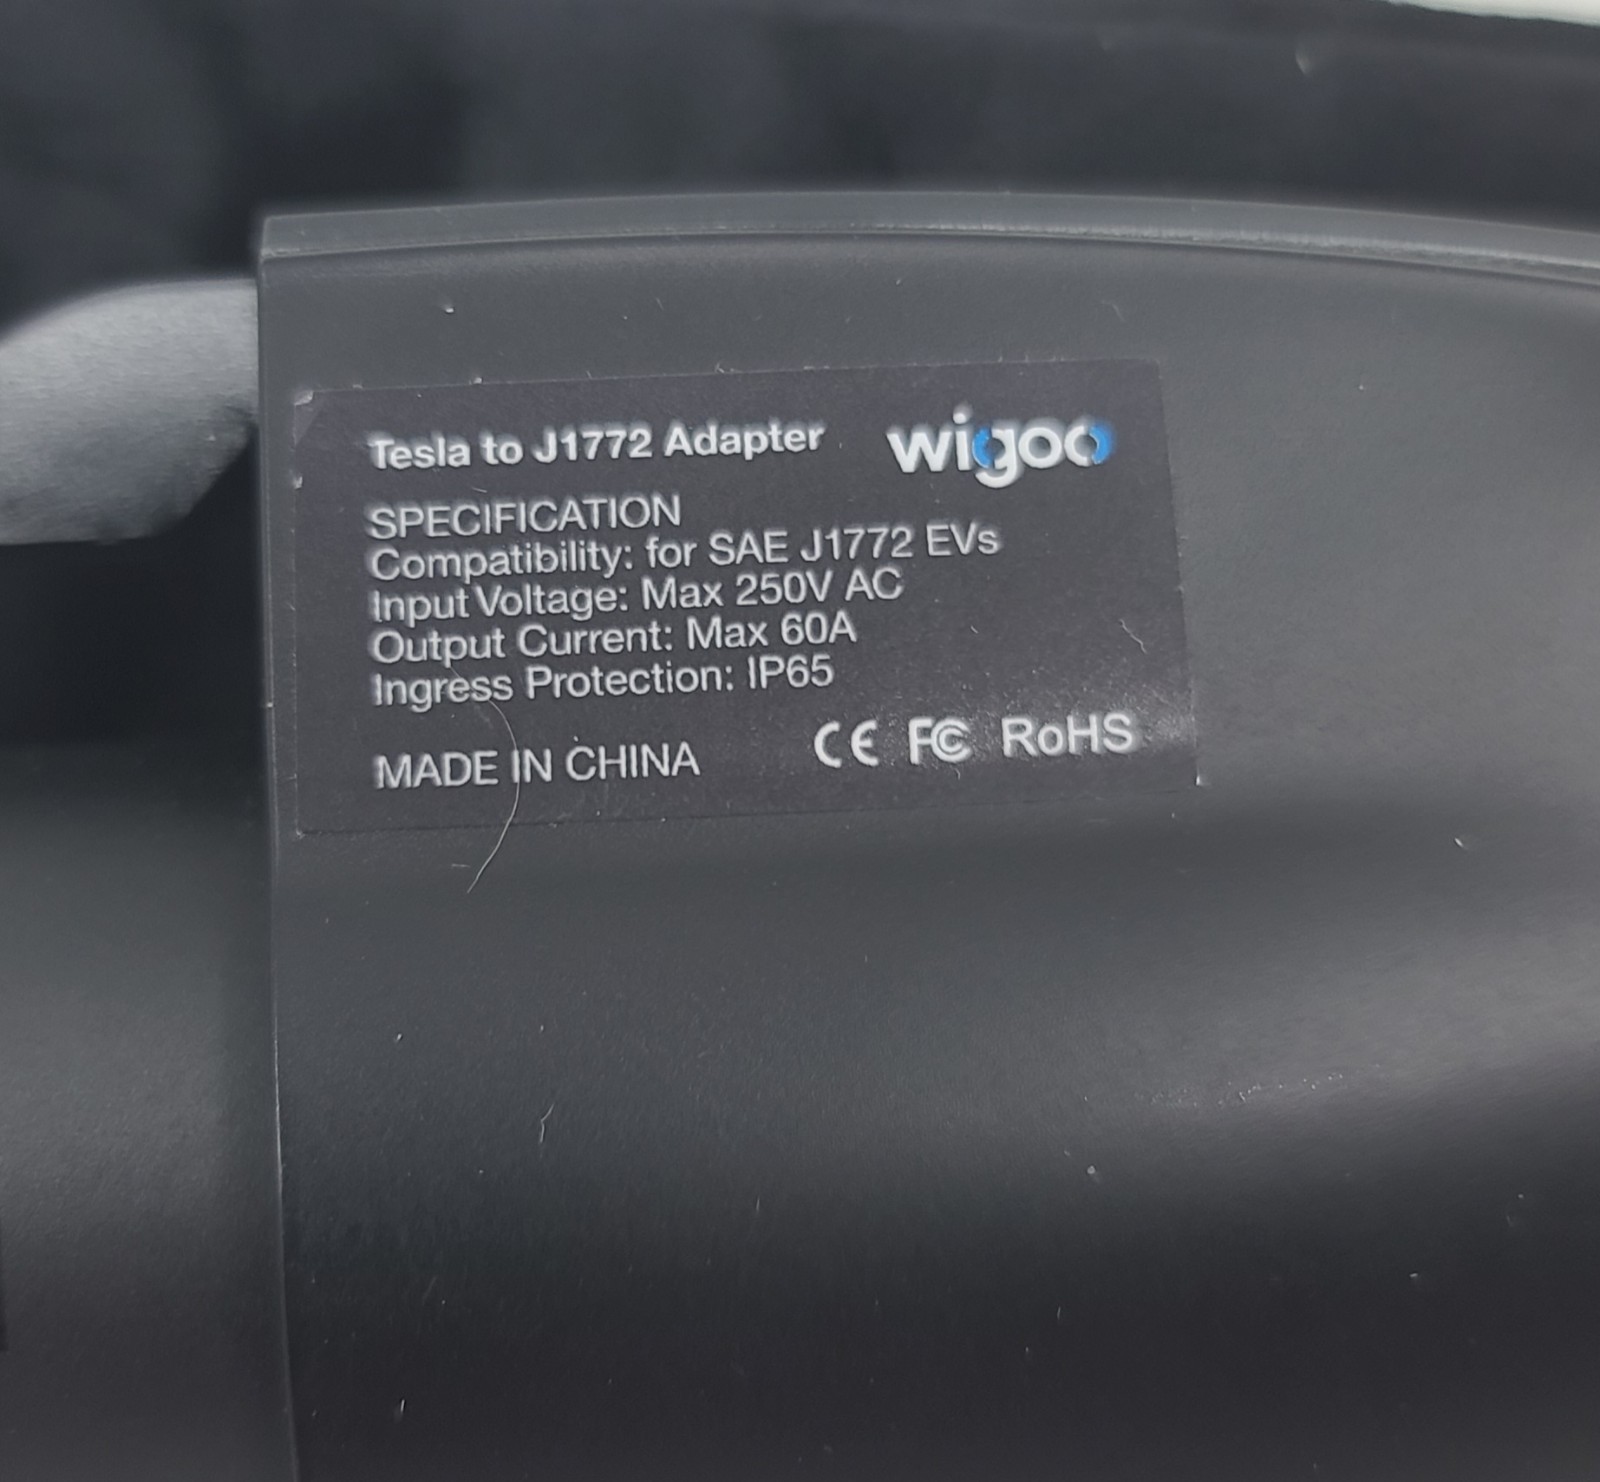 Tesla to J1772 Adapter wigoo
SPECIFICATION
Compatibility: for SAE J1772 EVs
Input Voltage: Max 250V AC
Output Current: Max 60A
Ingress Protection: IP65
MADE IN CHINA CE FC RoHS